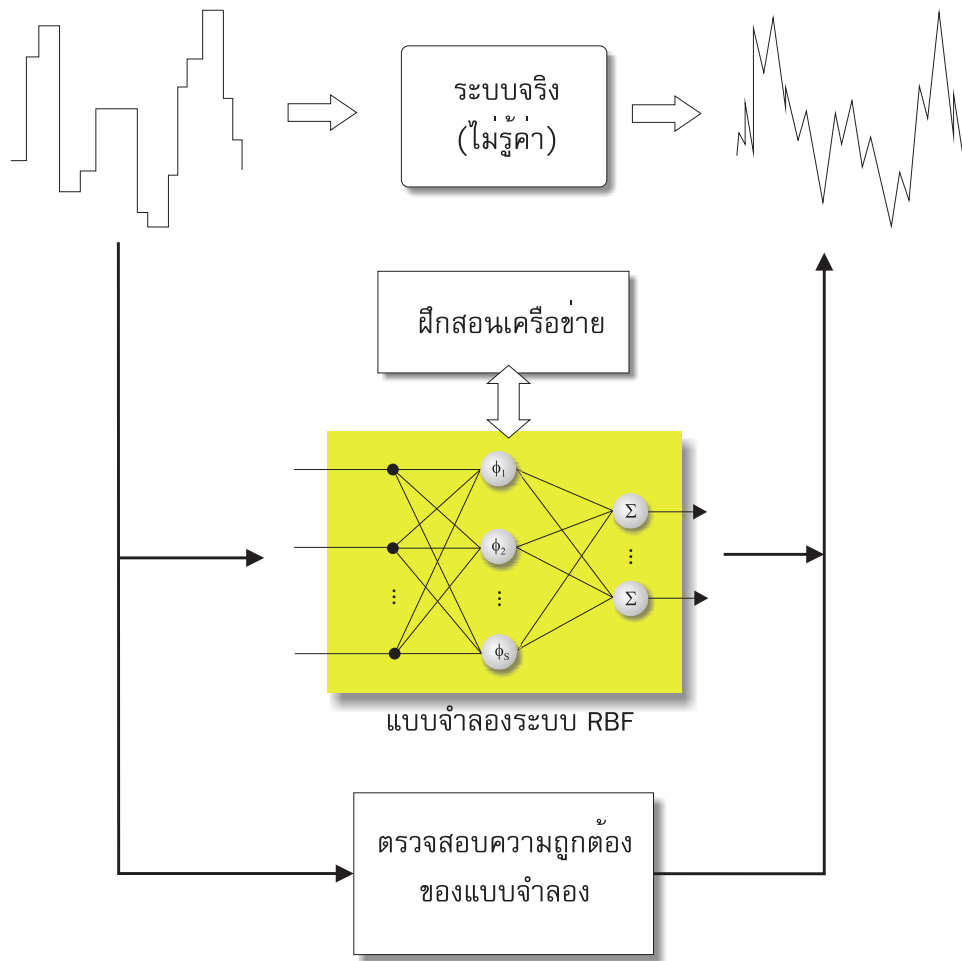 ระบบจริง
(ไม่รู้ค่า)
ฝึกสอนเครือข่าย
ϕ1
Σ
ϕ2
⋮
Σ
⋮
⋮
ϕS
แบบจำลองระบบ RBF
ตรวจสอบความถูกต้อง
ของแบบจำลอง